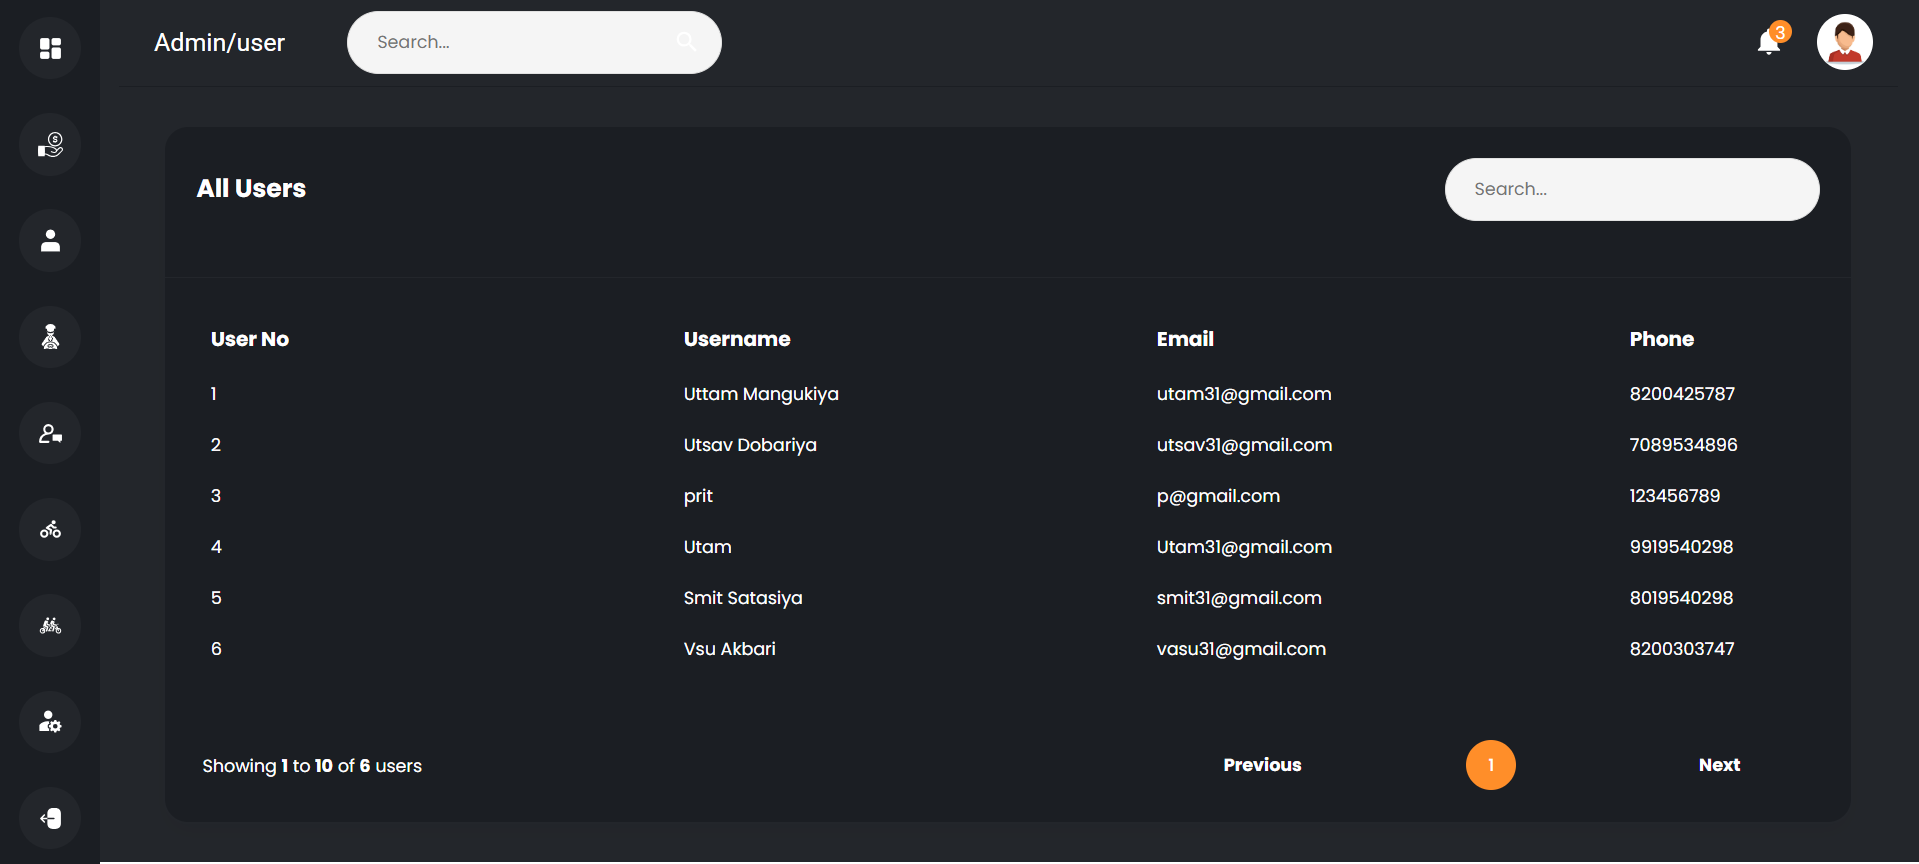 Admin/user
Search...
3
All Users
Search...
User No Username Email Phone
1 Uttam Mangukiya utam31@gmail.com 8200425787
2 Utsav Dobariya utsav31@gmail.com 7089534896
3 prit p@gmail.com 123456789
4 Utam Utam31@gmail.com 9919540298
5 Smit Satasiya smit31@gmail.com 8019540298
6 Vsu Akbari vasu31@gmail.com 8200303747
Showing 1 to 10 of 6 users
Previous 1 Next